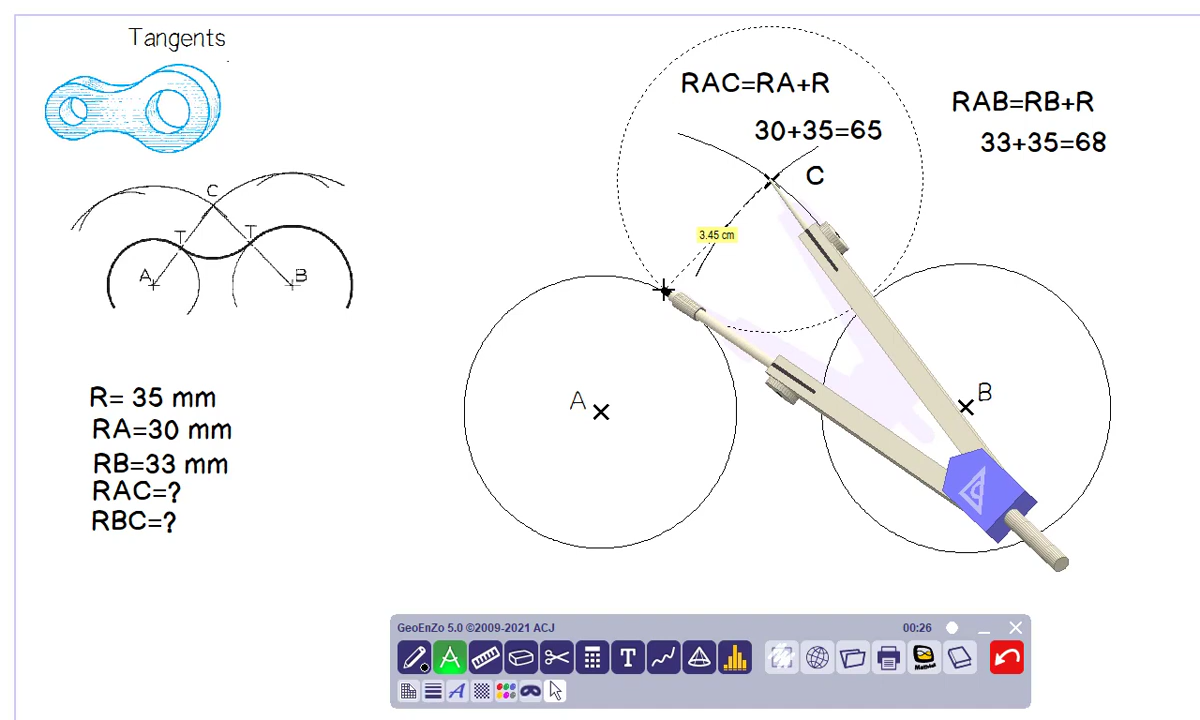 Tangents
RAC=RA+R
30+35=65
RAB=RB+R
33+35=68
C
3.45 cm
A
B
C
T
T
A
B
R= 35 mm
RA=30 mm
RB=33 mm
RAC=?
RBC=?
GeoEnZo 5.0 ©2009-2021 ACJ
00:26
T
A